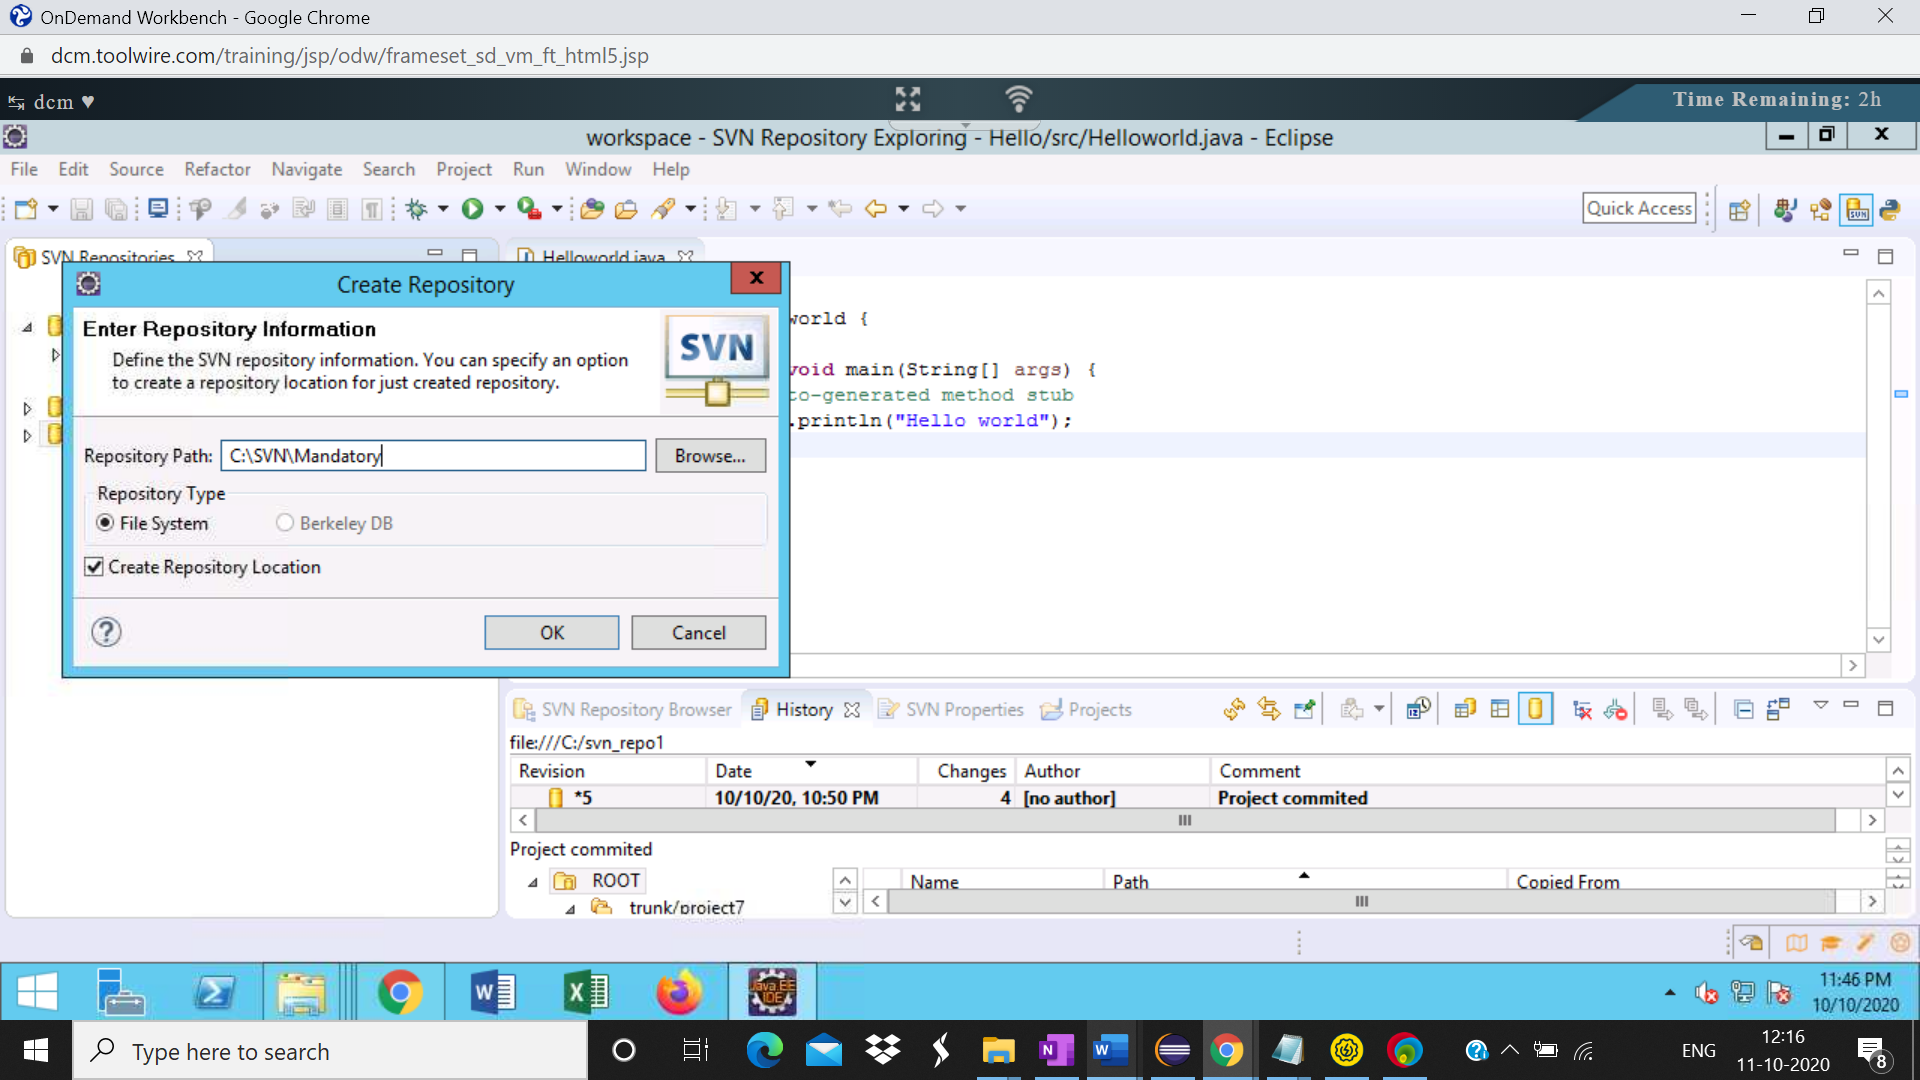 OnDemand Workbench - Google Chrome
dcm.toolwire.com/training/jsp/odw/frameset_sd_vm_ft_html5.jsp
dcm ♥
Time Remaining: 2h
workspace - SVN Repository Exploring - Hello/src/Helloworld.java - Eclipse
File Edit Source Refactor Navigate Search Project Run Window Help
Quick Access
SVN Repositories
Helloworld.java
Create Repository
Enter Repository Information
Define the SVN repository information. You can specify an option
to create a repository location for just created repository.
SVN
world {
void main(String[] args) {
to-generated method stub
.println("Hello world");
Repository Path: C:\SVN\Mandatory Browse...
Repository Type
File System Berkeley DB
Create Repository Location
OK Cancel
SVN Repository Browser History SVN Properties Projects
file:///C:/svn_repo1
Revision Date Changes Author Comment
*5 10/10/20, 10:50 PM 4 [no author] Project commited
Project commited
ROOT
trunk/project7
Name Path Copied From
Java EE
IDE
11:46 PM
10/10/2020
Type here to search
ENG
12:16
11-10-2020
8